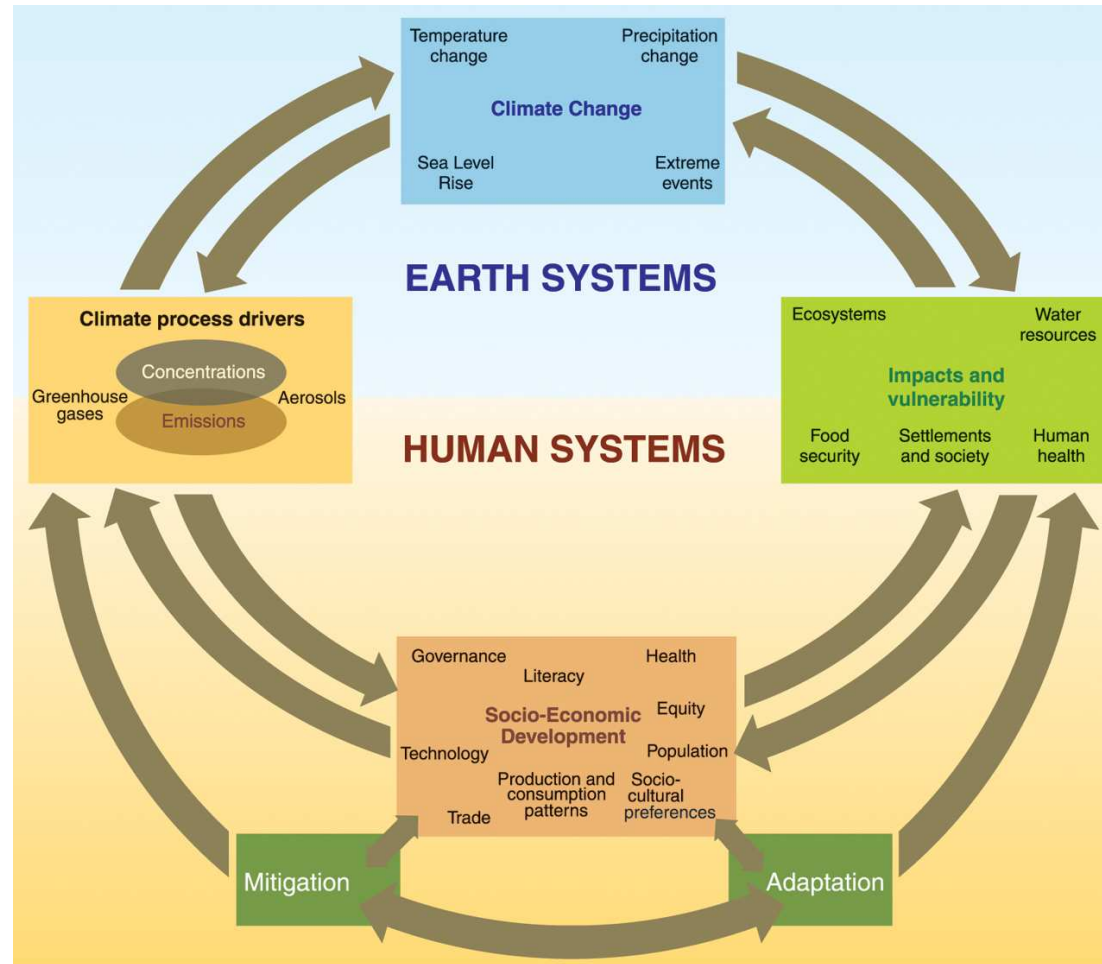 Temperature
change
Precipitation
change
Climate Change
Sea Level
Rise
Extreme
events
EARTH SYSTEMS
Climate process drivers
Concentrations
Greenhouse
gases
Aerosols
Emissions
Ecosystems
Water
resources
Impacts and
vulnerability
Food
security
Settlements
and society
Human
health
HUMAN SYSTEMS
Governance
Literacy
Health
Socio-Economic
Development
Equity
Technology
Population
Production and
consumption
patterns
Socio-
cultural
preferences
Trade
Mitigation
Adaptation